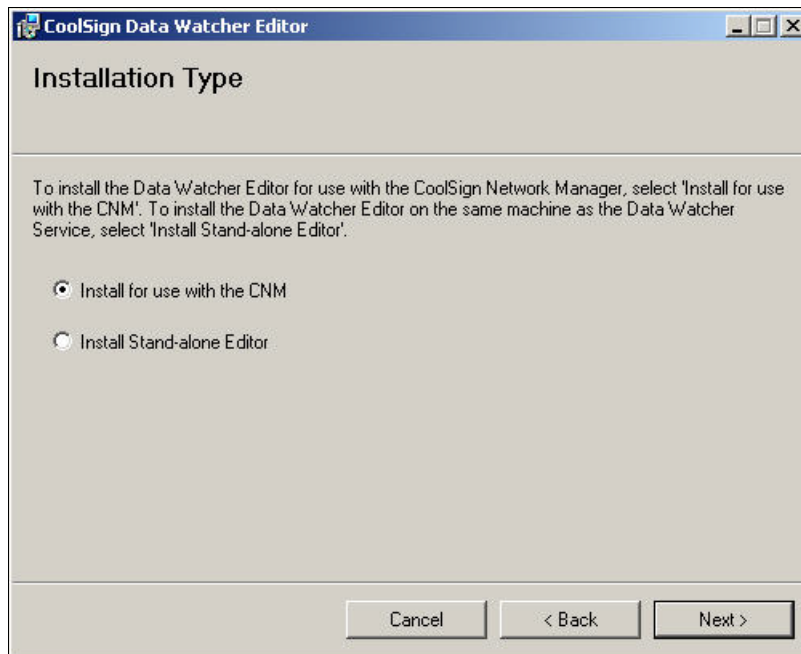 CoolSign Data Watcher Editor
Installation Type
To install the Data Watcher Editor for use with the CoolSign Network Manager, select 'Install for use
with the CNM'. To install the Data Watcher Editor on the same machine as the Data Watcher
Service, select 'Install Stand-alone Editor'.
Install for use with the CNM
Install Stand-alone Editor
Cancel < Back Next >